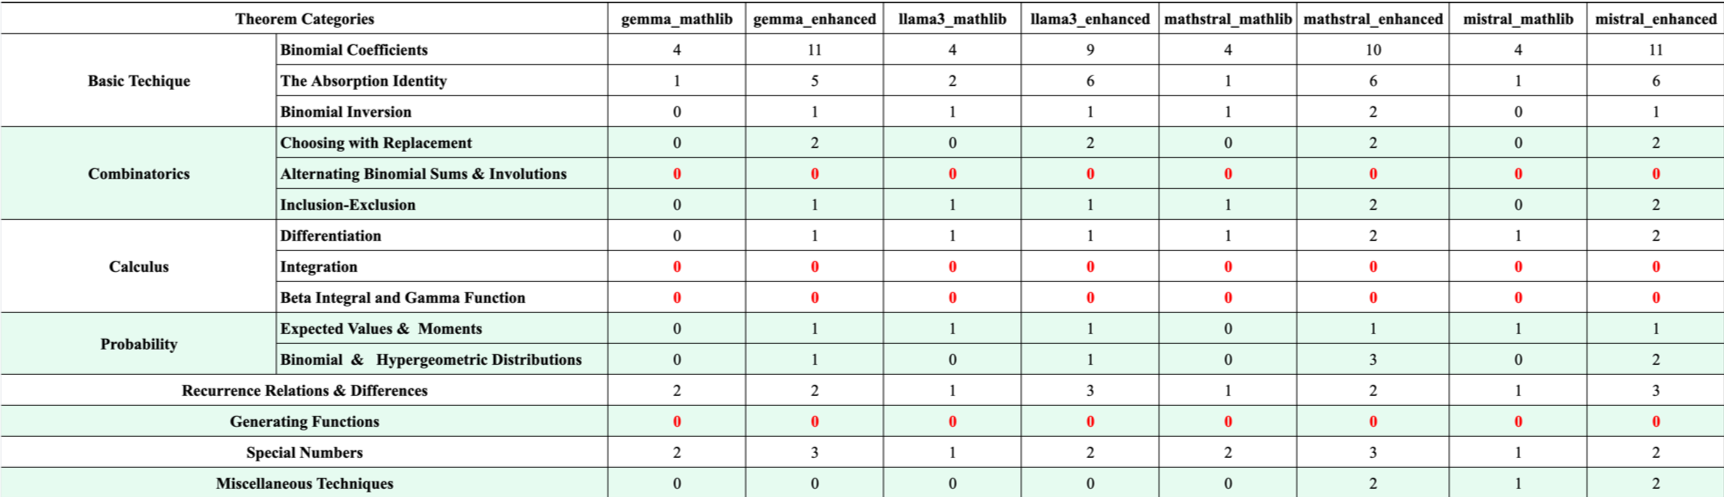 Theorem Categories gemma_mathlib gemma_enhanced llama3_mathlib llama3_enhanced mathstral_mathlib mathstral_enhanced mistral_mathlib mistral_enhanced
Binomial Coefficients 4 11 4 9 4 10 4 11
Basic Techique The Absorption Identity 1 5 2 6 1 6 1 6
Binomial Inversion 0 1 1 1 1 2 0 1
Choosing with Replacement 0 2 0 2 0 2 0 2
Combinatorics Alternating Binomial Sums & Involutions 0 0 0 0 0 0 0 0
Inclusion-Exclusion 0 1 1 1 1 2 0 2
Differentiation 0 1 1 1 1 2 1 2
Calculus Integration 0 0 0 0 0 0 0 0
Beta Integral and Gamma Function 0 0 0 0 0 0 0 0
Probability Expected Values & Moments 0 1 1 1 0 1 1 1
Binomial & Hypergeometric Distributions 0 1 0 1 0 3 0 2
Recurrence Relations & Differences 2 2 1 3 1 2 1 3
Generating Functions 0 0 0 0 0 0 0 0
Special Numbers 2 3 1 2 2 3 1 2
Miscellaneous Techniques 0 0 0 0 0 2 1 2